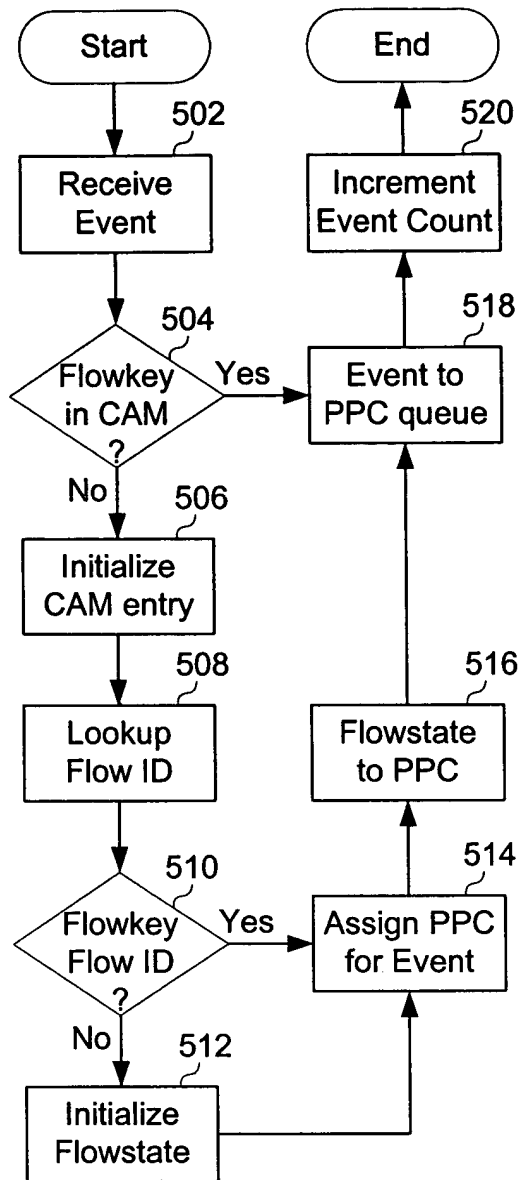 Start
502
Receive
Event
504
Flowkey
in CAM
?
Yes
No
506
Initialize
CAM entry
508
Lookup
Flow ID
510
Flowkey
Flow ID
?
Yes
No
512
Initialize
Flowstate
514
Assign PPC
for Event
516
Flowstate
to PPC
518
Event to
PPC queue
520
Increment
Event Count
End